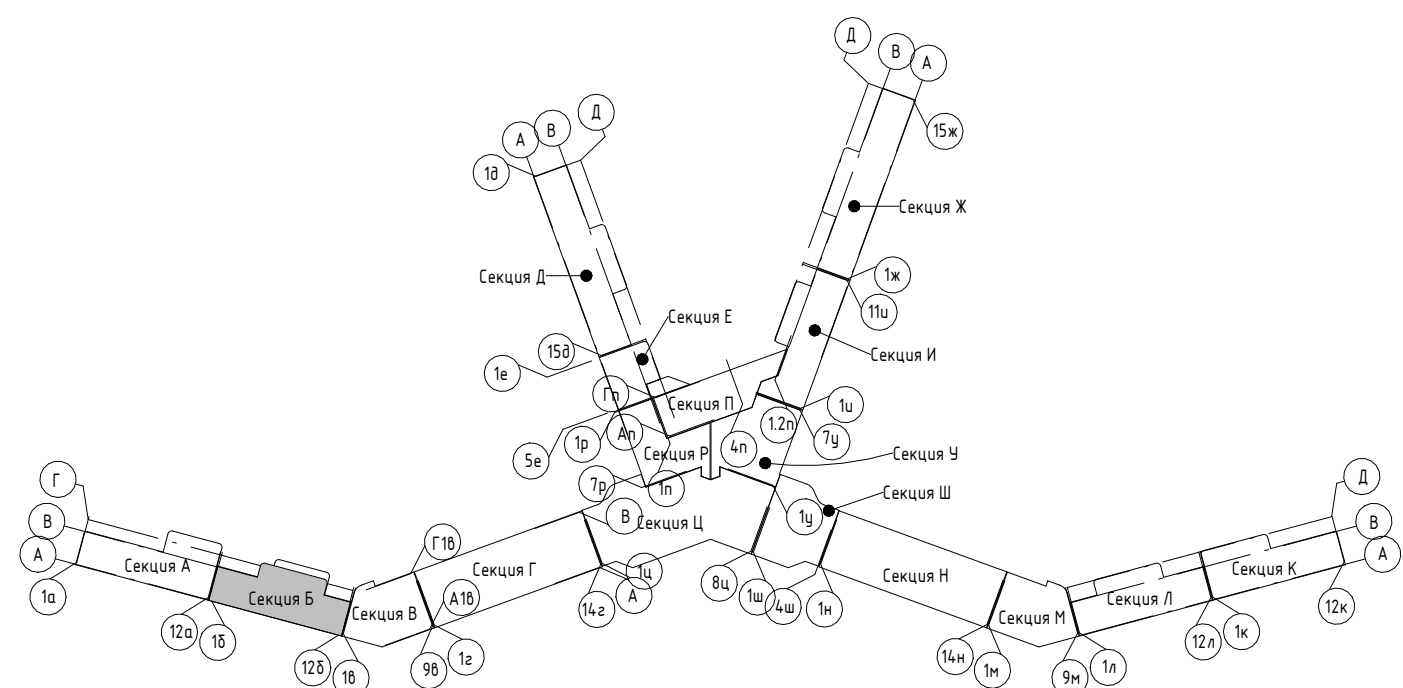 Д
В
А
15ж
Д
В
А
1д
Секция Ж
Секция Д
1ж
11и
Секция Е
15д
Секция И
1е
Гп
Секция П
1и
1.2п
7у
Ап
1р
4п
5е
Секция Р
Секция У
7р
1п
Секция Ш
Г
Д
В
Секция Ц
1у
В
В
А
Г1в
А
Секция А
Секция Г
1ц
8ц
Секция Н
Секция К
1а
Секция Б
А1в
А
1ш
4ш
1н
Секция Л
12к
Секция В
14г
Секция М
12а
1б
12л
1к
12б
1в
9в
1г
14н
1м
9м
1л